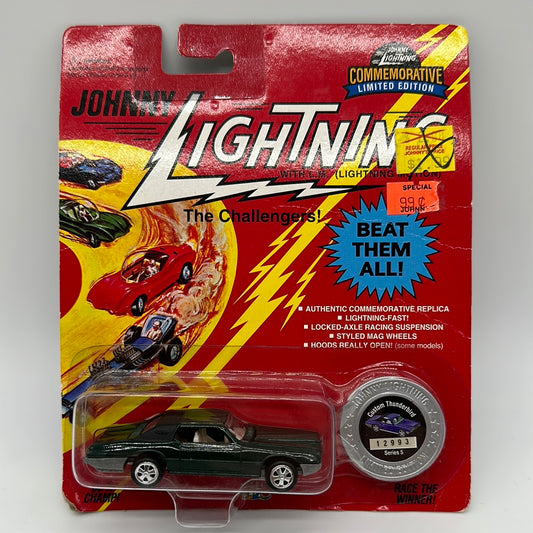 JOHNNY LIGHTNING
COMMEMORATIVE
LIMITED EDITION
JOHNNY
LIGHTNING
WITH L.M. (LIGHTNING MOTION)
SPECIAL
99¢
The Challengers!
BEAT
THEM
ALL!
■ AUTHENTIC COMMEMORATIVE REPLICA
■ LIGHTNING-FAST!
■ LOCKED-AXLE RACING SUSPENSION
■ STYLED MAG WHEELS
■ HOODS REALLY OPEN! (some models)
JOHNNY LIGHTNING
Custom Thunderbird
12993
Series 5
RACE THE
WINNER!